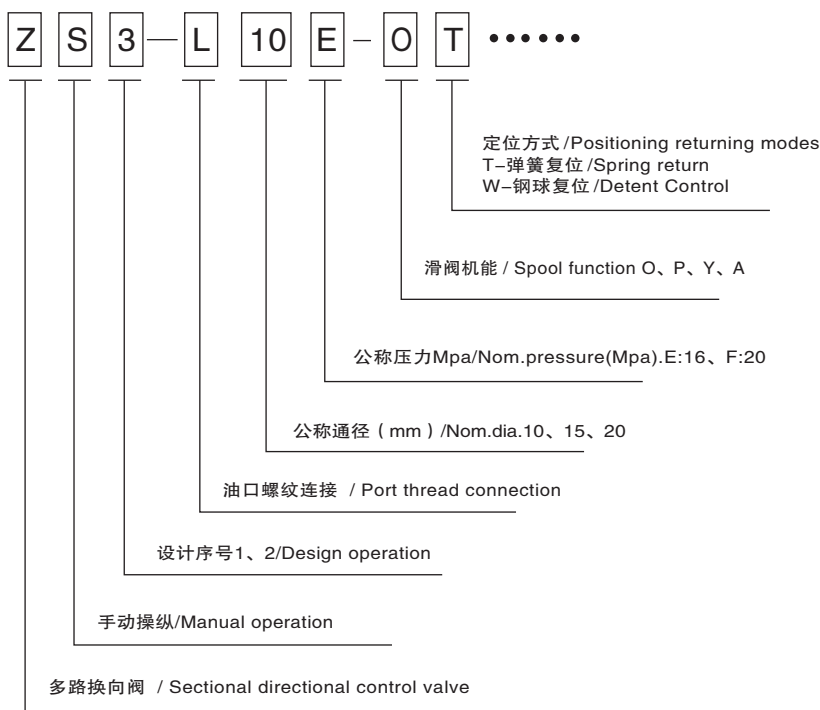 Z S 3—L 10 E–O T ••••••
定位方式/Positioning returning modes
T–弹簧复位/Spring return
W–钢球复位/Detent Control
滑阀机能 / Spool function O、P、Y、A
公称压力Mpa/Nom.pressure(Mpa).E:16、F:20
公称通径（mm）/Nom.dia.10、15、20
油口螺纹连接 / Port thread connection
设计序号1、2/Design operation
手动操纵/Manual operation
多路换向阀 / Sectional directional control valve